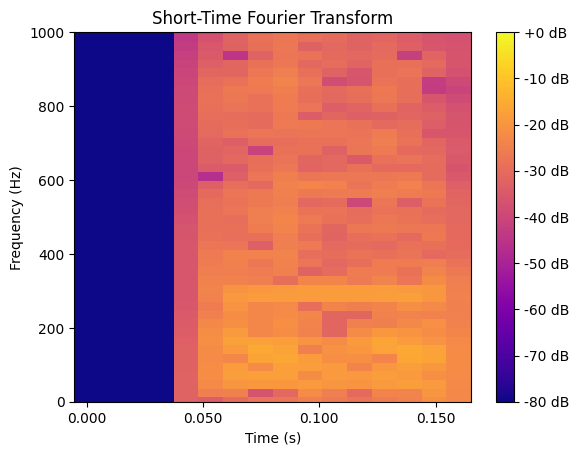 Short-Time Fourier Transform
1000
800
600
400
200
0
Frequency (Hz)
0.000
0.050
0.100
0.150
Time (s)
+0 dB
-10 dB
-20 dB
-30 dB
-40 dB
-50 dB
-60 dB
-70 dB
-80 dB